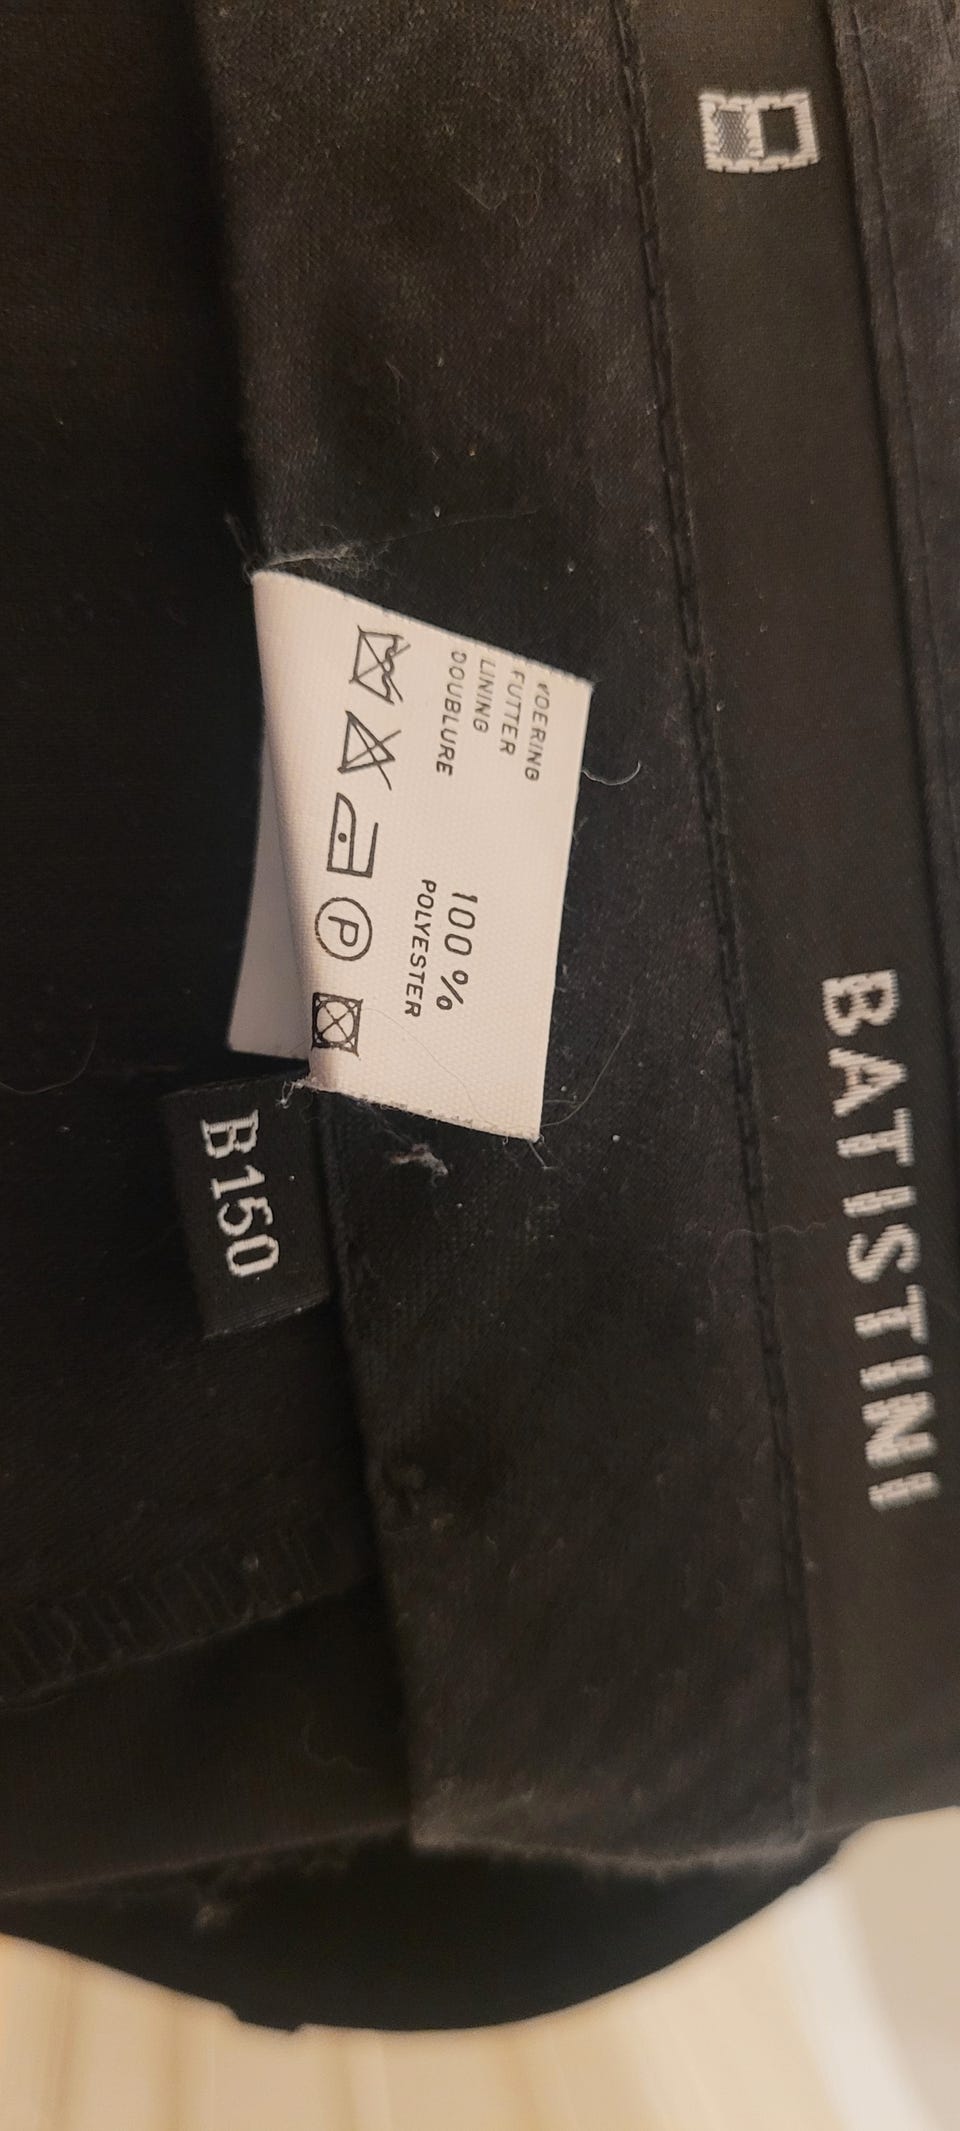 VOERING
FUTTER
LINING
DOUBLURE
100 %
POLYESTER
P
B150
BATISTINI